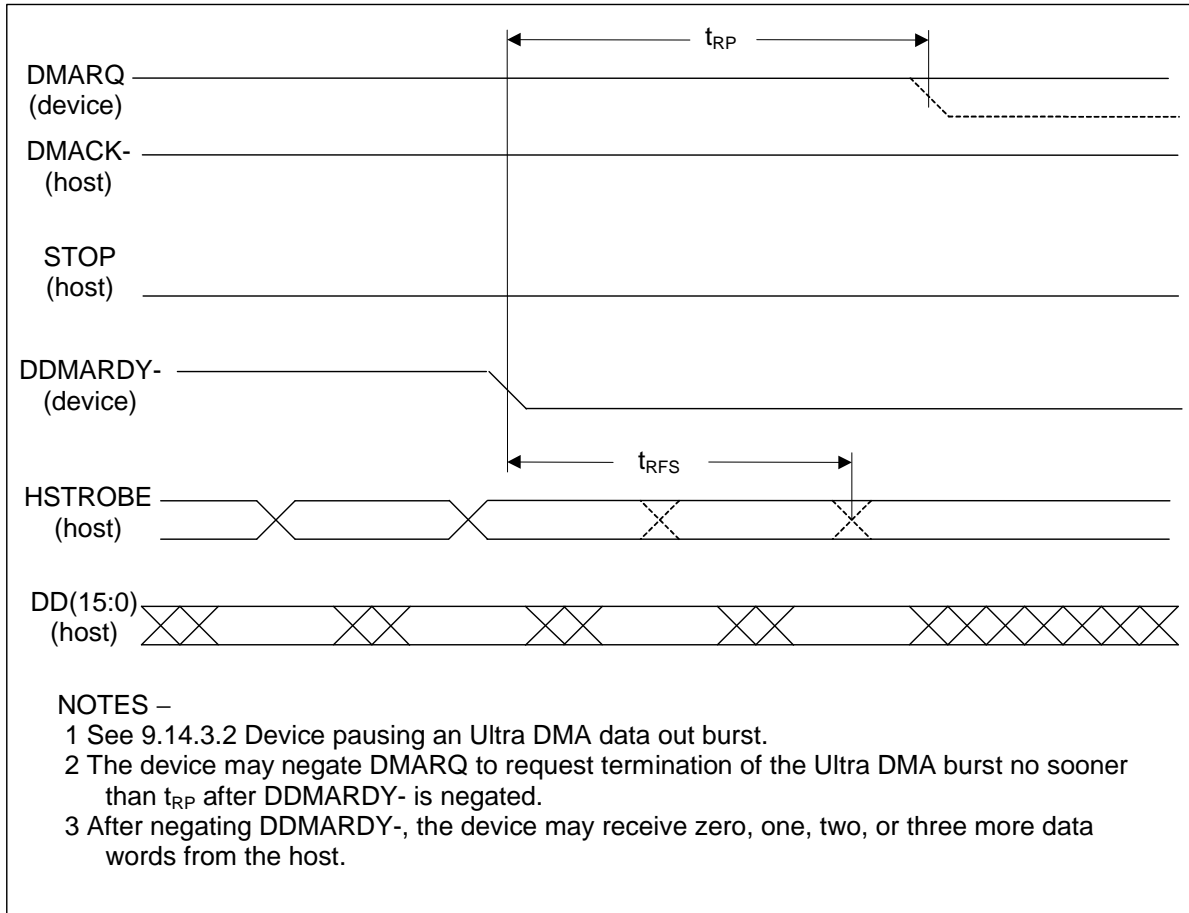 tRP
DMARQ
(device)
DMACK-
(host)
STOP
(host)
DDMARDY-
(device)
tRFS
HSTROBE
(host)
DD(15:0)
(host)
NOTES –
1 See 9.14.3.2 Device pausing an Ultra DMA data out burst.
2 The device may negate DMARQ to request termination of the Ultra DMA burst no sooner
than tRP after DDMARDY- is negated.
3 After negating DDMARDY-, the device may receive zero, one, two, or three more data
words from the host.